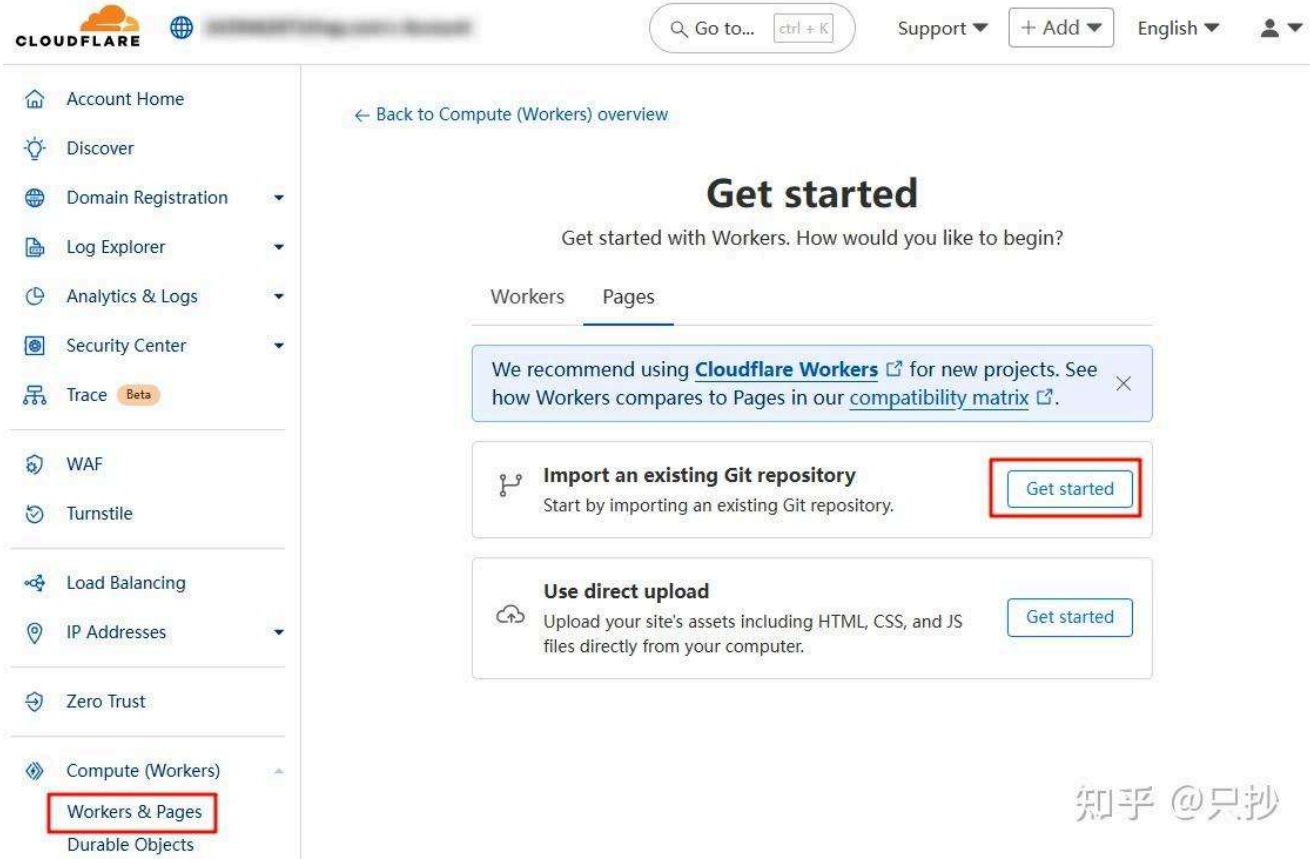 CLOUDFLARE
Go to... ctrl + K
Support
+ Add
English
Account Home
Discover
Domain Registration
Log Explorer
Analytics & Logs
Security Center
Trace Beta
WAF
Turnstile
Load Balancing
IP Addresses
Zero Trust
Compute (Workers)
Workers & Pages
Durable Objects
← Back to Compute (Workers) overview
Get started
Get started with Workers. How would you like to begin?
Workers Pages
We recommend using Cloudflare Workers for new projects. See
how Workers compares to Pages in our compatibility matrix.
Import an existing Git repository
Start by importing an existing Git repository.
Get started
Use direct upload
Upload your site's assets including HTML, CSS, and JS
files directly from your computer.
Get started
知乎 @只抄